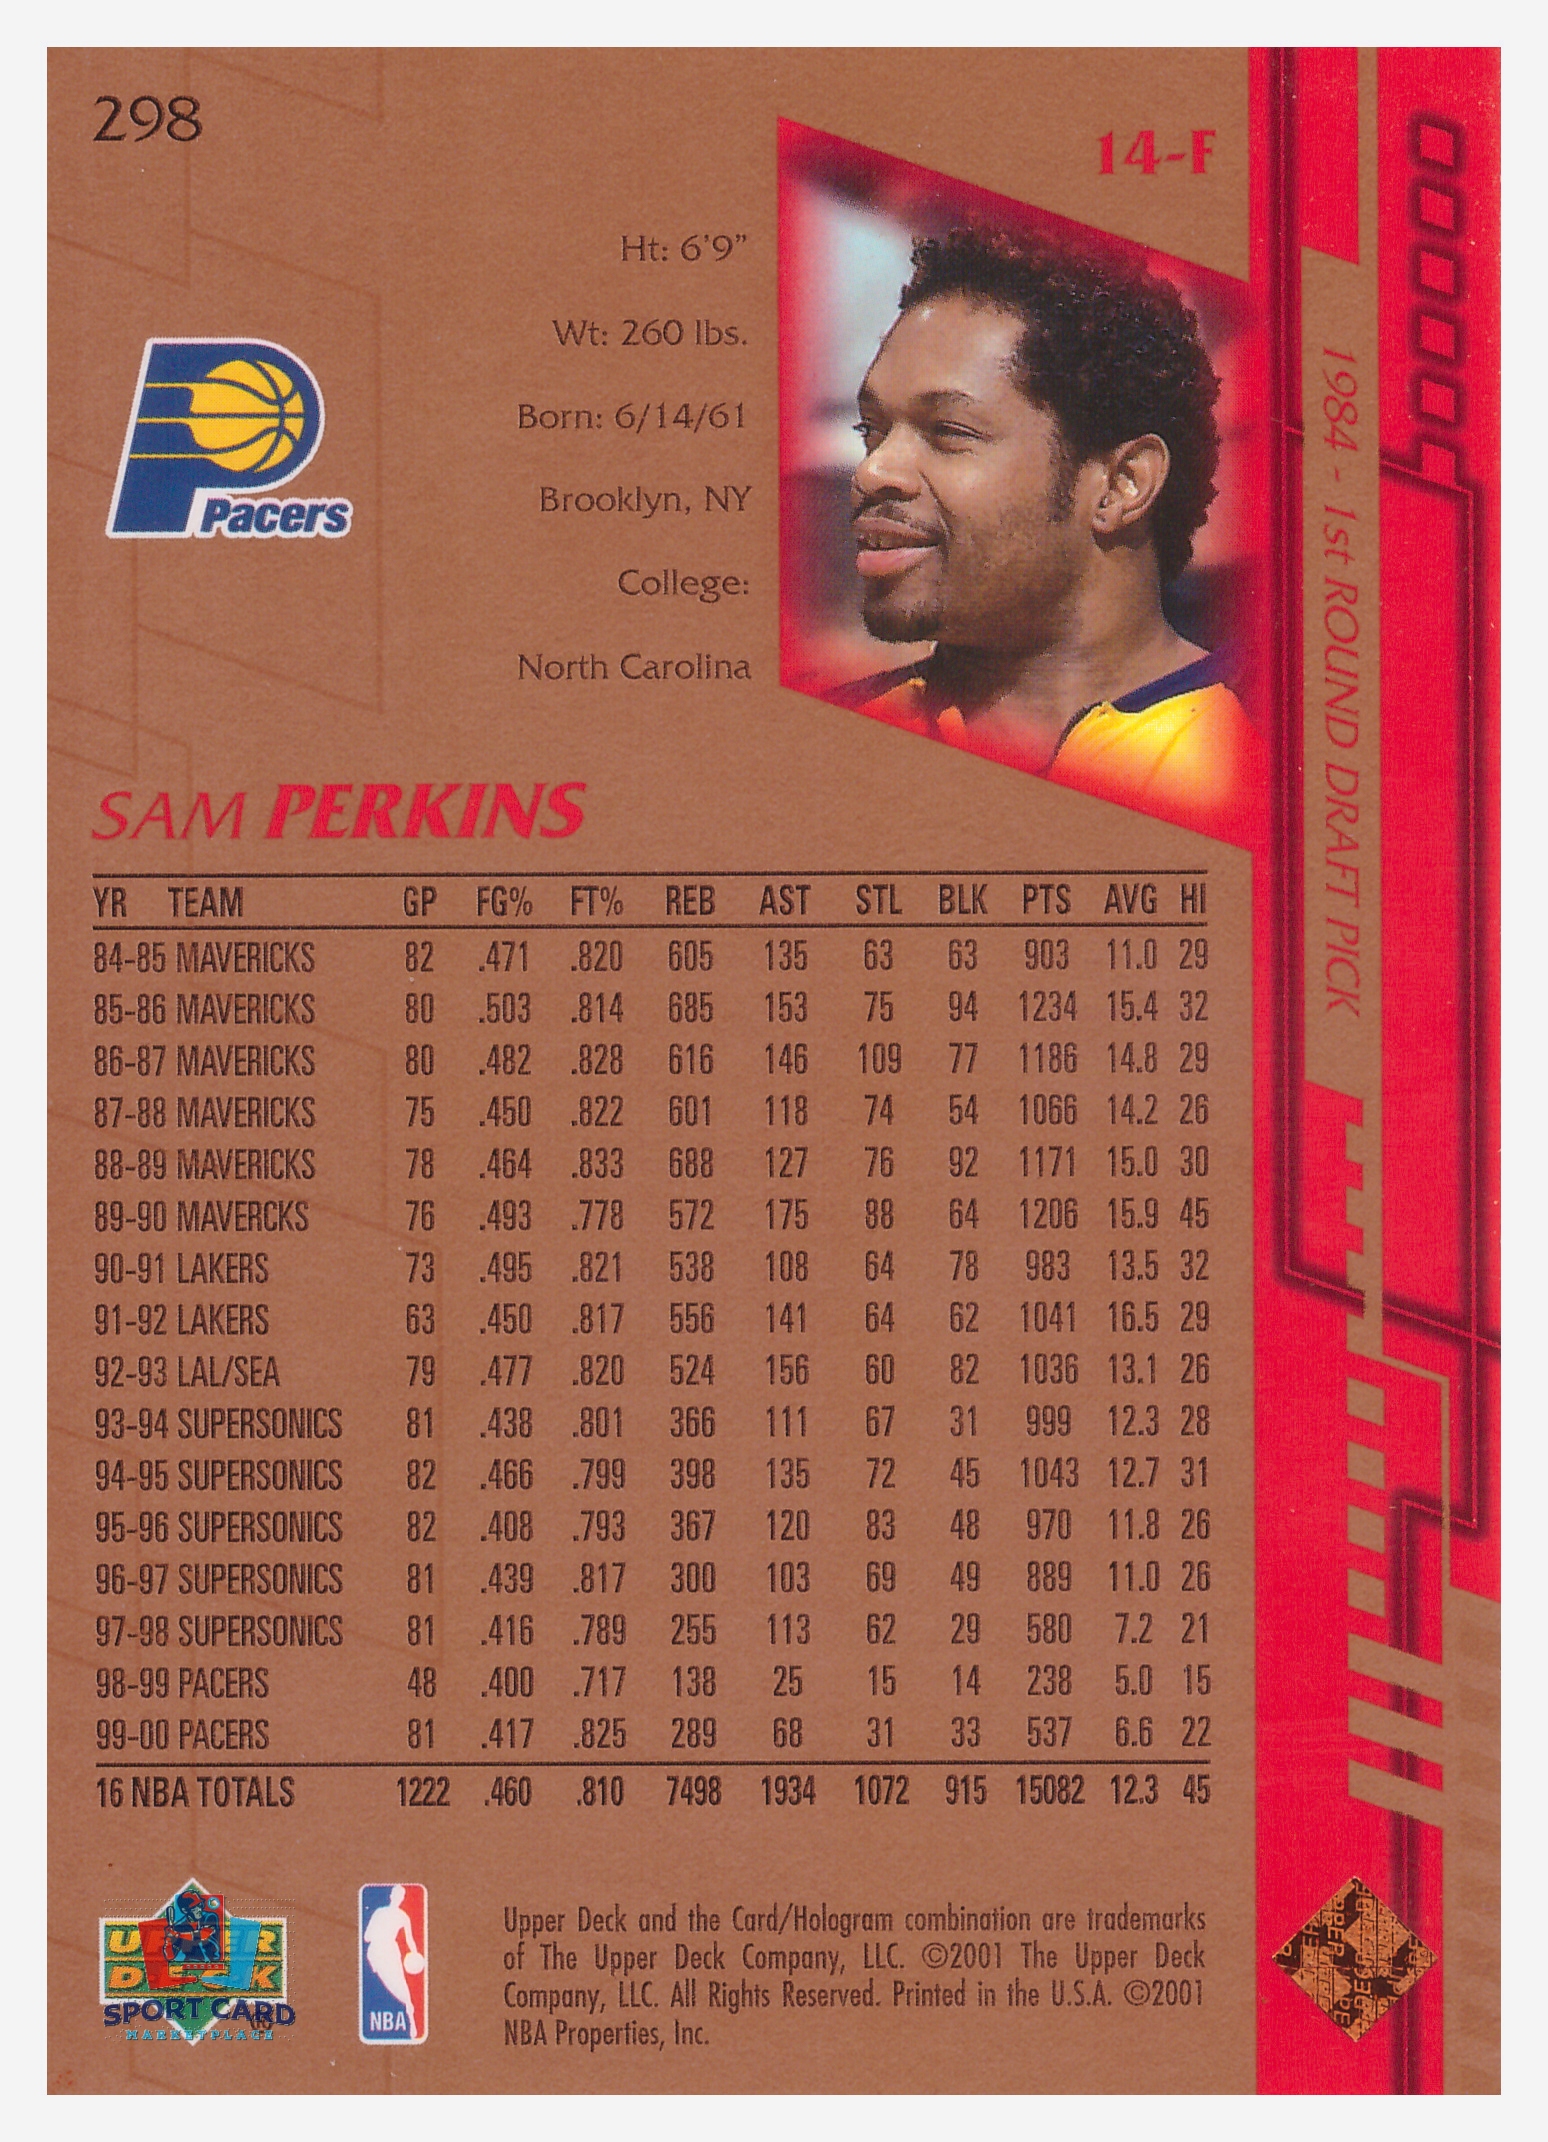 298
14-F
Ht: 6'9"
Wt: 260 lbs.
Born: 6/14/61
Brooklyn, NY
College:
North Carolina
Pacers
1984 - 1st ROUND DRAFT PICK
SAM PERKINS
YR TEAM GP FG% FT% REB AST STL BLK PTS AVG HI
84-85 MAVERICKS 82 .471 .820 605 135 63 63 903 11.0 29
85-86 MAVERICKS 80 .503 .814 685 153 75 94 1234 15.4 32
86-87 MAVERICKS 80 .482 .828 616 146 109 77 1186 14.8 29
87-88 MAVERICKS 75 .450 .822 601 118 74 54 1066 14.2 26
88-89 MAVERICKS 78 .464 .833 688 127 76 92 1171 15.0 30
89-90 MAVERCKS 76 .493 .778 572 175 88 64 1206 15.9 45
90-91 LAKERS 73 .495 .821 538 108 64 78 983 13.5 32
91-92 LAKERS 63 .450 .817 556 141 64 62 1041 16.5 29
92-93 LAL/SEA 79 .477 .820 524 156 60 82 1036 13.1 26
93-94 SUPERSONICS 81 .438 .801 366 111 67 31 999 12.3 28
94-95 SUPERSONICS 82 .466 .799 398 135 72 45 1043 12.7 31
95-96 SUPERSONICS 82 .408 .793 367 120 83 48 970 11.8 26
96-97 SUPERSONICS 81 .439 .817 300 103 69 49 889 11.0 26
97-98 SUPERSONICS 81 .416 .789 255 113 62 29 580 7.2 21
98-99 PACERS 48 .400 .717 138 25 15 14 238 5.0 15
99-00 PACERS 81 .417 .825 289 68 31 33 537 6.6 22
16 NBA TOTALS 1222 .460 .810 7498 1934 1072 915 15082 12.3 45
UPPER
DECK
SPORT CARD
MARKETPLACE
NBA
Upper Deck and the Card/Hologram combination are trademarks
of The Upper Deck Company, LLC. ©2001 The Upper Deck
Company, LLC. All Rights Reserved. Printed in the U.S.A. ©2001
NBA Properties, Inc.